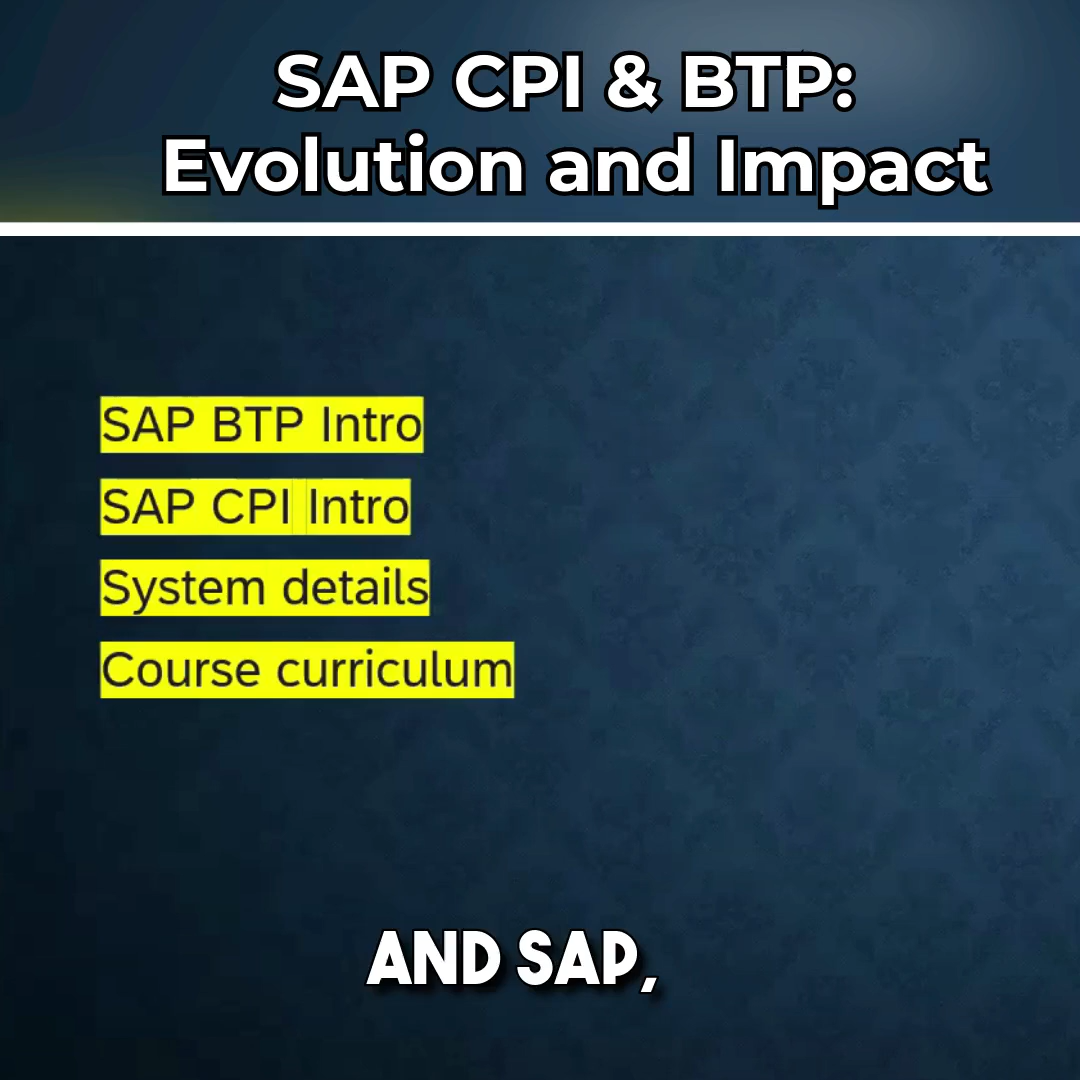 SAP CPI & BTP:
Evolution and Impact
SAP BTP Intro
SAP CPI Intro
System details
Course curriculum
AND SAP,